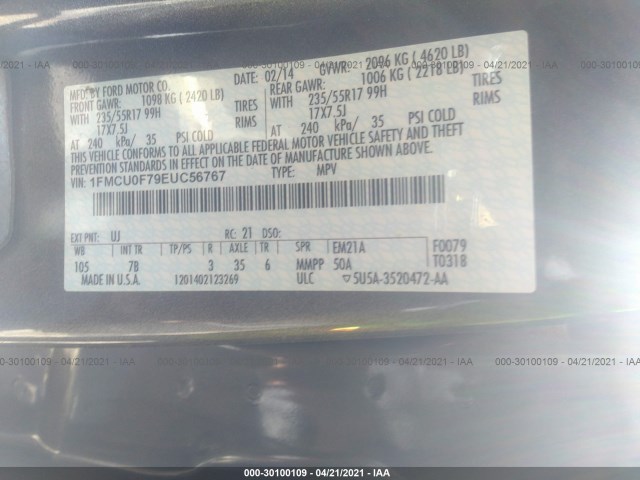 MFD. BY FORD MOTOR CO.
DATE: 02/14 GVWR: 2096 KG ( 4620 LB)
FRONT GAWR: 1098 KG ( 2420 LB)
REAR GAWR: 1006 KG ( 2218 LB)
WITH 235/55R17 99H TIRES
WITH 235/55R17 99H TIRES
17X7.5J RIMS
17X7.5J RIMS
AT 240 kPa/ 35 PSI COLD
AT 240 kPa/ 35 PSI COLD
THIS VEHICLE CONFORMS TO ALL APPLICABLE FEDERAL MOTOR VEHICLE SAFETY AND THEFT
PREVENTION STANDARDS IN EFFECT ON THE DATE OF MANUFACTURE SHOWN ABOVE.
VIN: 1FMCU0F79EUC56767 TYPE: MPV
EXT PNT: UJ RC: 21 DSO:
WB INT TR TP/PS R AXLE TR SPR EM21A F0079
105 7B 3 35 6 MMPP 50A T0318
MADE IN U.S.A. 1201402123269 ULC 5U5A-3520472-AA
000-30100109 - 04/21/2021 - IAA